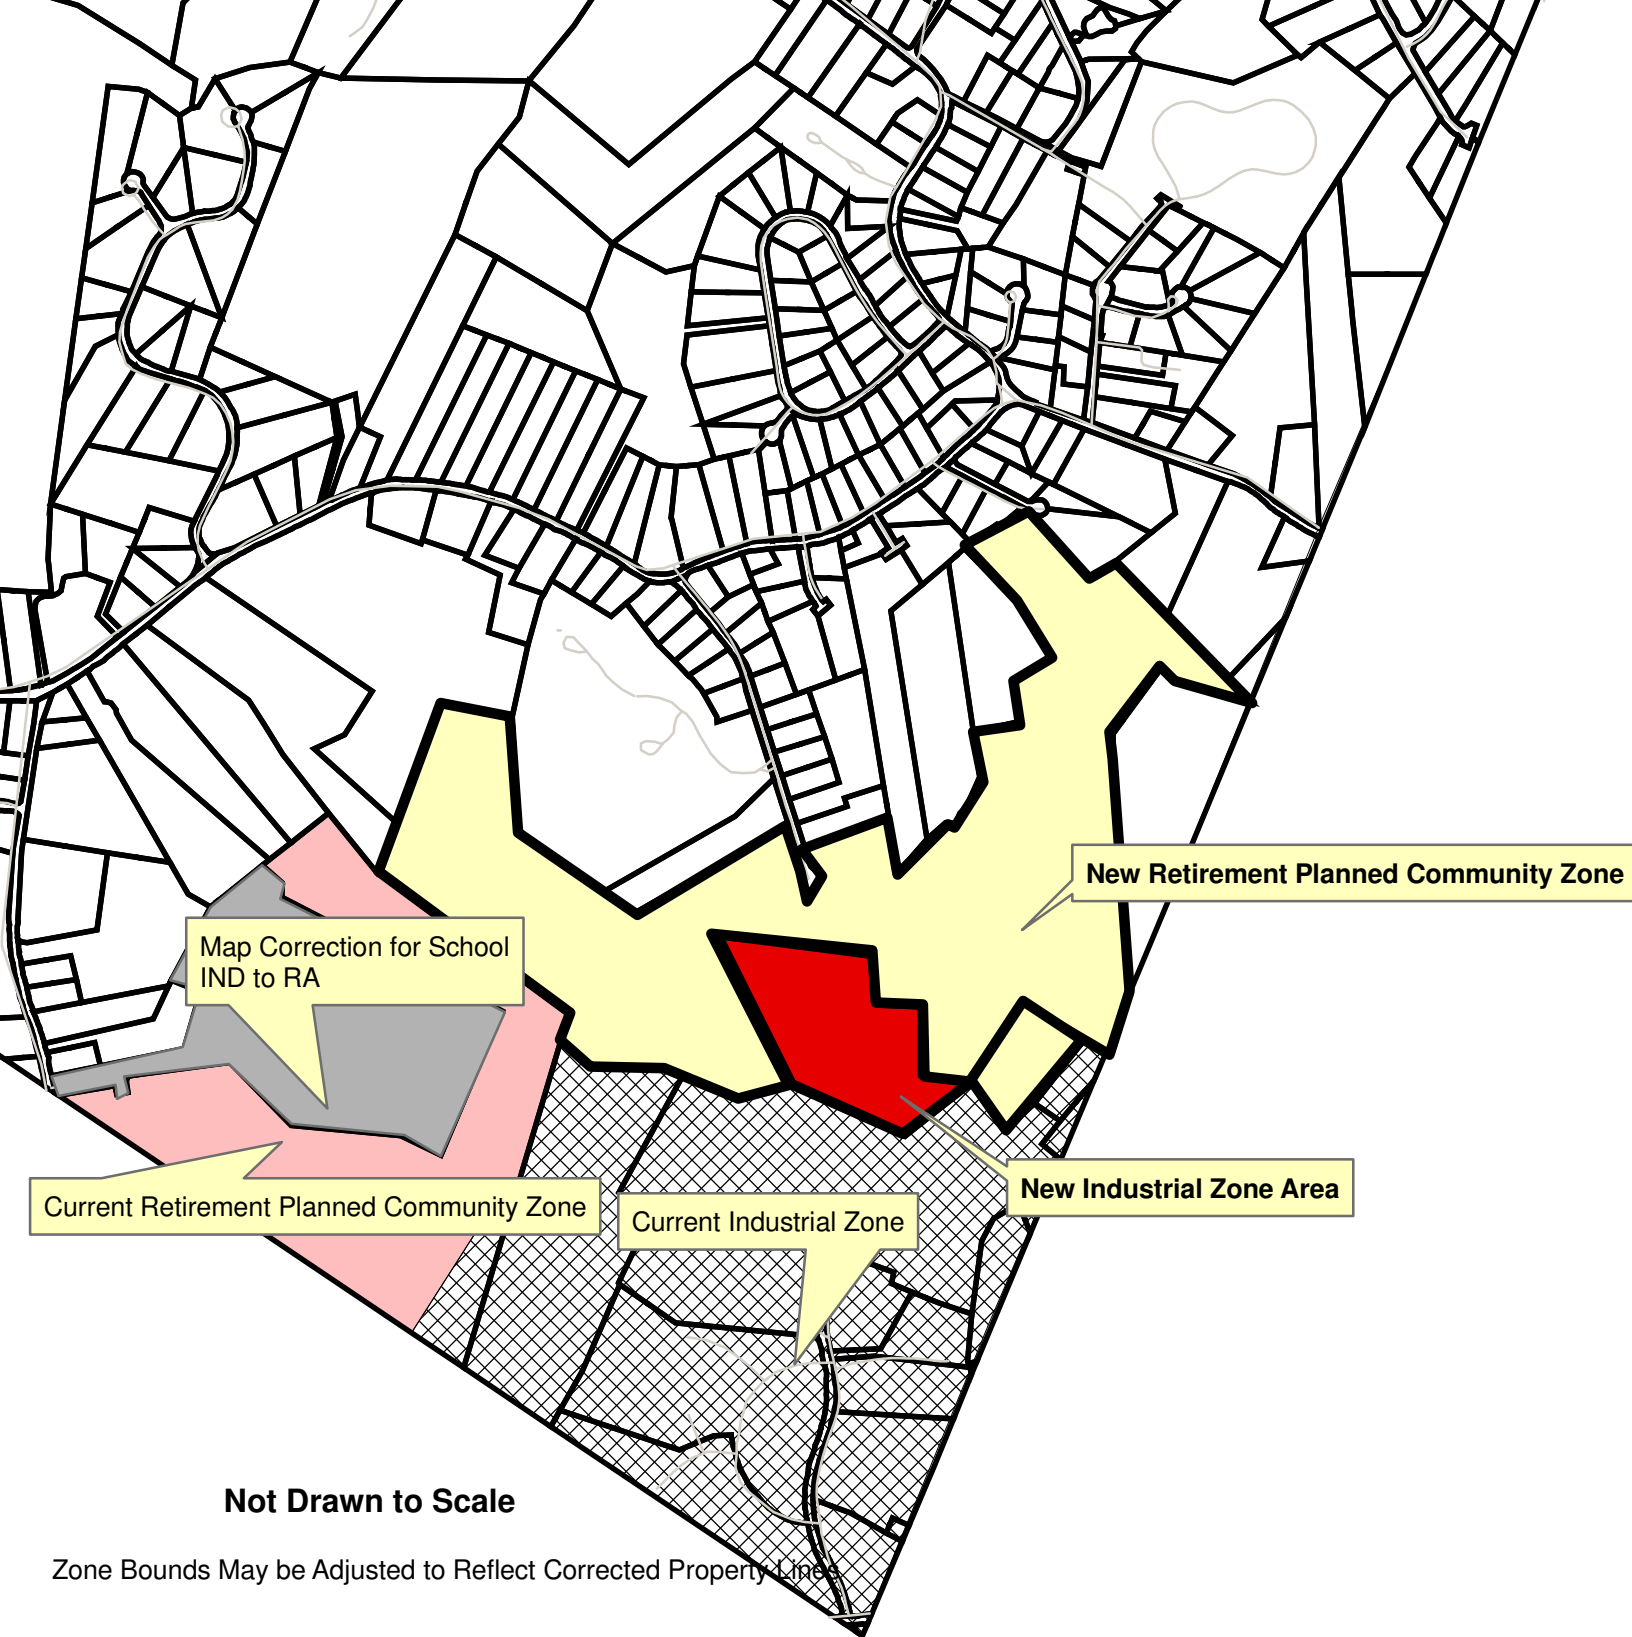 New Retirement Planned Community Zone
Map Correction for School
IND to RA
New Industrial Zone Area
Current Retirement Planned Community Zone
Current Industrial Zone
Not Drawn to Scale
Zone Bounds May be Adjusted to Reflect Corrected Property Lines